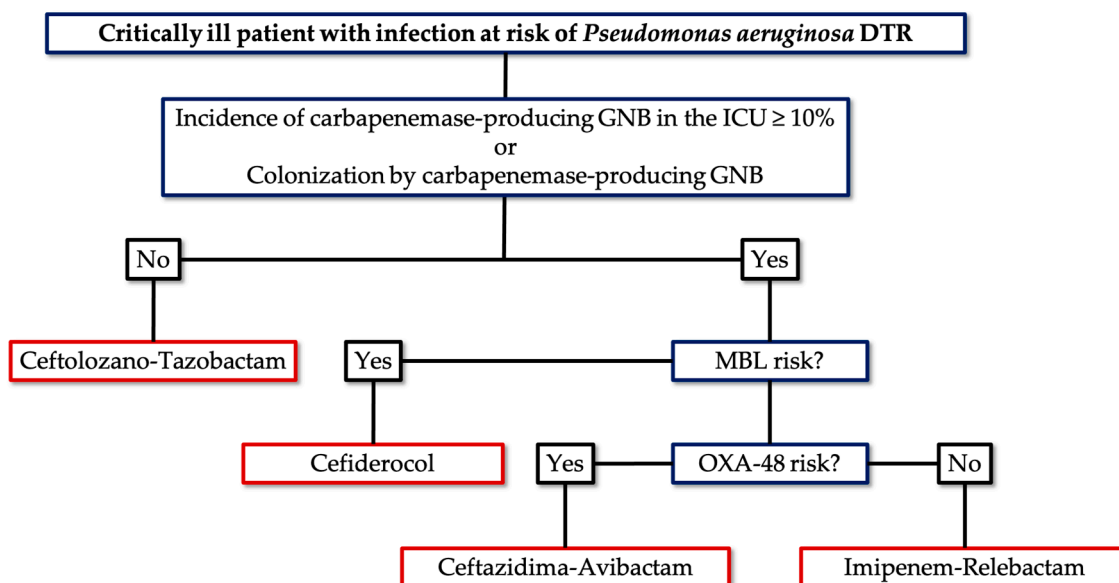 Critically ill patient with infection at risk of Pseudomonas aeruginosa DTR
Incidence of carbapenemase-producing GNB in the ICU ≥ 10%
or
Colonization by carbapenemase-producing GNB
No
Yes
Ceftolozano-Tazobactam
Yes
MBL risk?
Cefiderocol
Yes
OXA-48 risk?
No
Ceftazidima-Avibactam
Imipenem-Relebactam